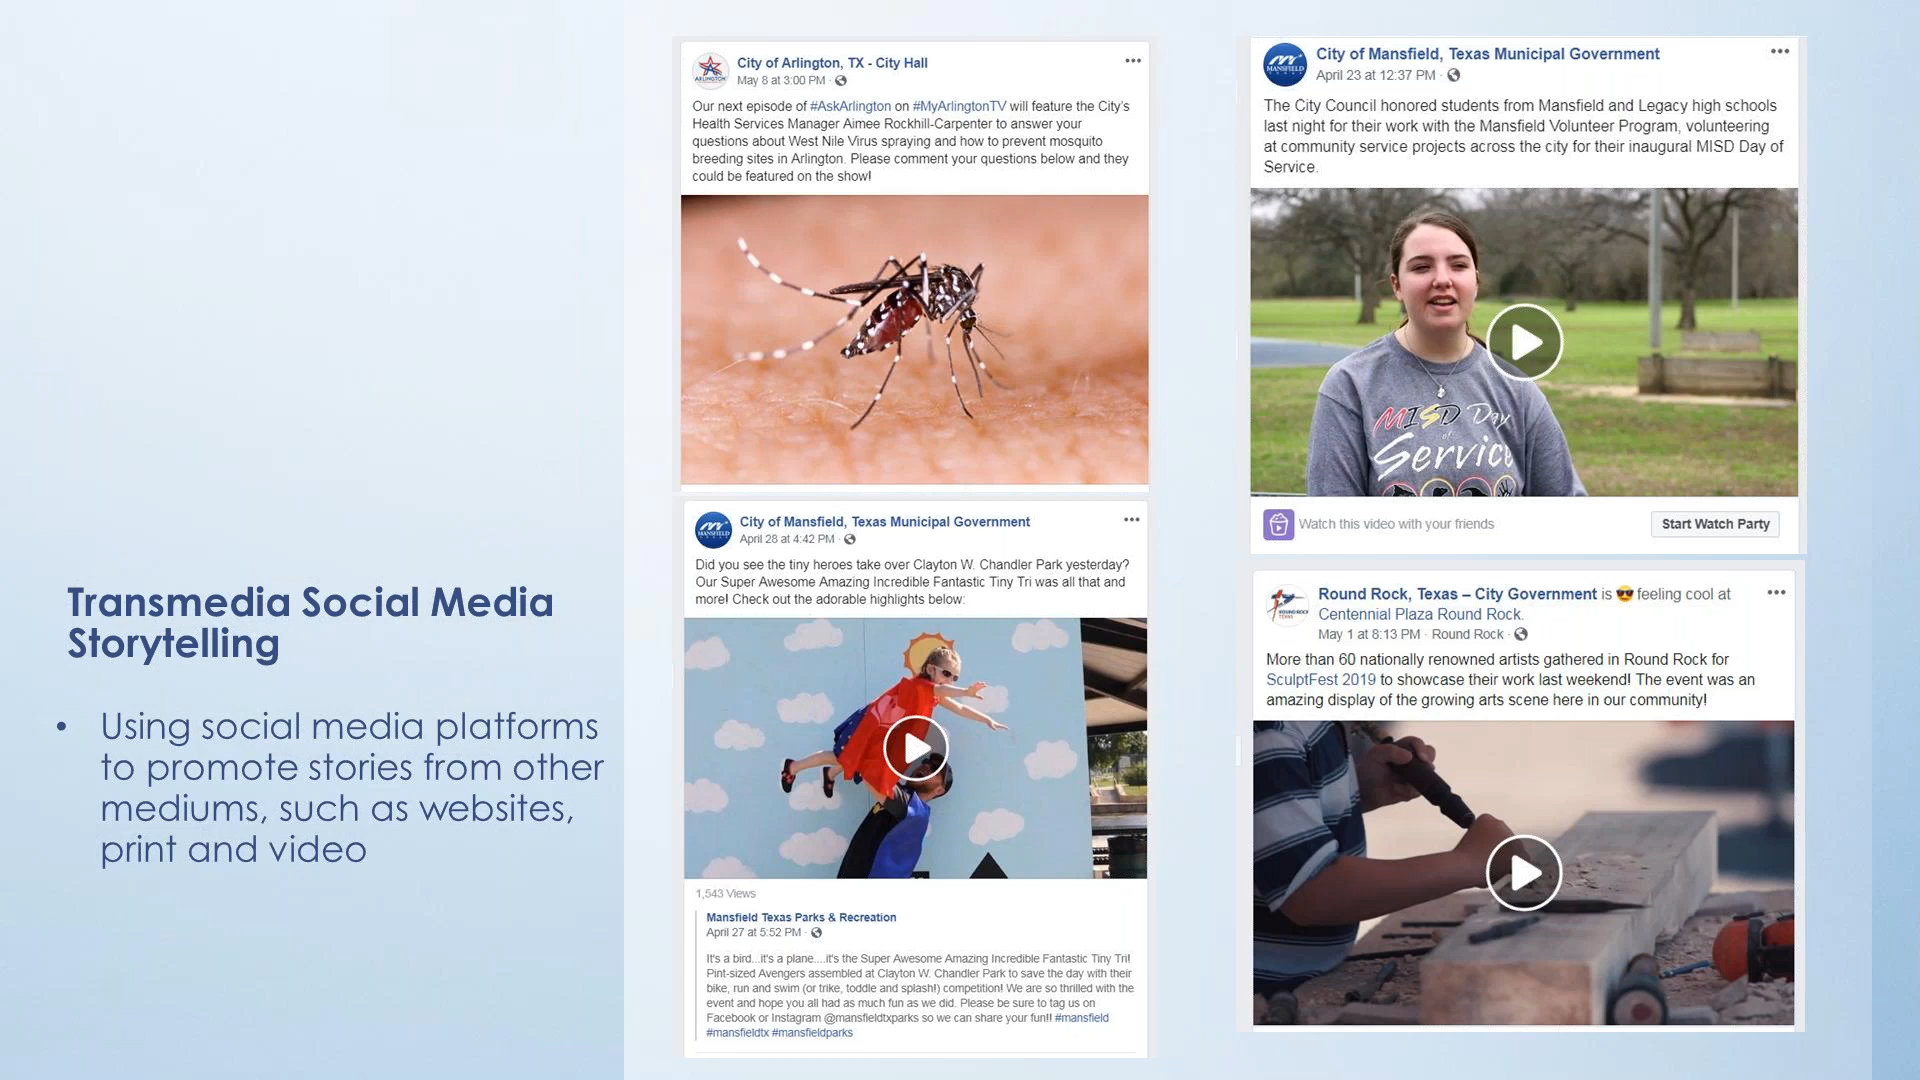 Transmedia Social Media
Storytelling
• Using social media platforms
to promote stories from other
mediums, such as websites,
print and video
ARLINGTON
City of Arlington, TX - City Hall
May 8 at 3:00 PM ·
Our next episode of #AskArlington on #MyArlingtonTV will feature the City's
Health Services Manager Aimee Rockhill-Carpenter to answer your
questions about West Nile Virus spraying and how to prevent mosquito
breeding sites in Arlington. Please comment your questions below and they
could be featured on the show!
MANSFIELD
City of Mansfield, Texas Municipal Government
April 28 at 4:42 PM ·
Did you see the tiny heroes take over Clayton W. Chandler Park yesterday?
Our Super Awesome Amazing Incredible Fantastic Tiny Tri was all that and
more! Check out the adorable highlights below:
1,543 Views
Mansfield Texas Parks & Recreation
April 27 at 5:52 PM ·
It's a bird...it's a plane....it's the Super Awesome Amazing Incredible Fantastic Tiny Tri!
Pint-sized Avengers assembled at Clayton W. Chandler Park to save the day with their
bike, run and swim (or trike, toddle and splash!) competition! We are so thrilled with the
event and hope you all had as much fun as we did. Please be sure to tag us on
Facebook or Instagram @mansfieldtxparks so we can share your fun!! #mansfield
#mansfieldtx #mansfieldparks
MANSFIELD
City of Mansfield, Texas Municipal Government
April 23 at 12:37 PM ·
The City Council honored students from Mansfield and Legacy high schools
last night for their work with the Mansfield Volunteer Program, volunteering
at community service projects across the city for their inaugural MISD Day of
Service.
MISD Day
of
Service
Watch this video with your friends
Start Watch Party
ROUND ROCK
TEXAS
Round Rock, Texas – City Government is 😎 feeling cool at
Centennial Plaza Round Rock.
May 1 at 8:13 PM · Round Rock ·
More than 60 nationally renowned artists gathered in Round Rock for
SculptFest 2019 to showcase their work last weekend! The event was an
amazing display of the growing arts scene here in our community!